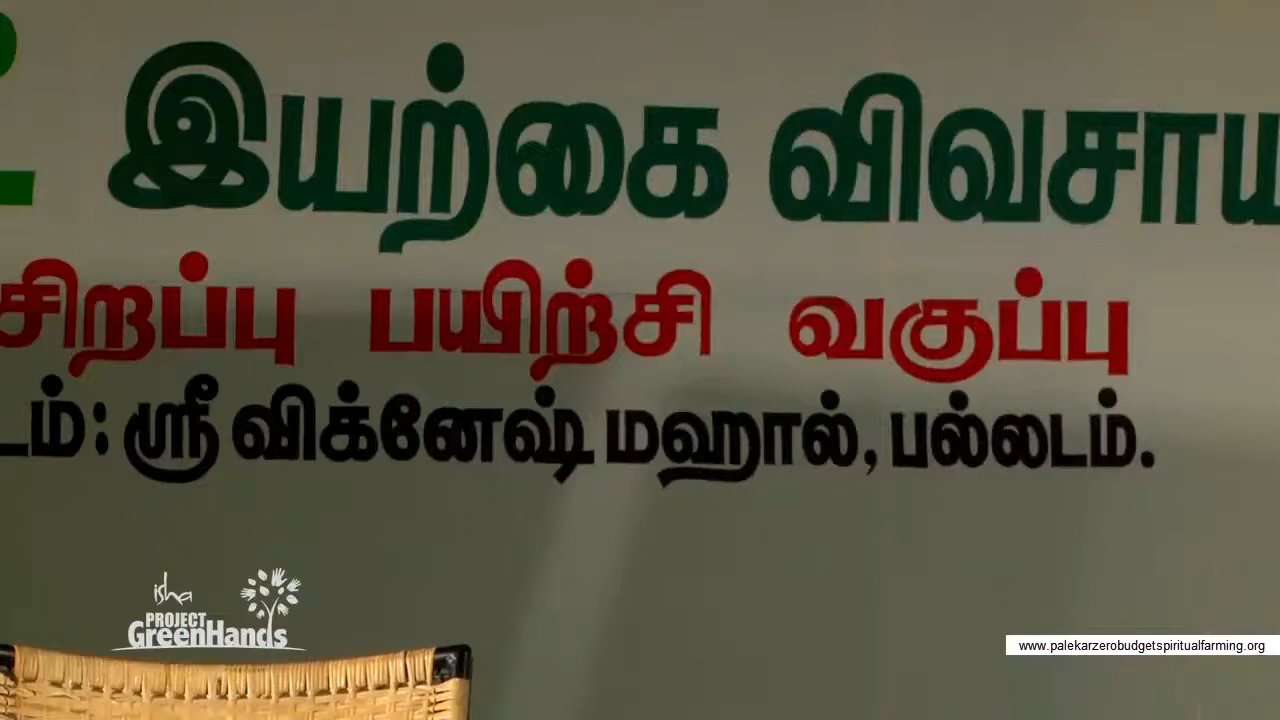 இயற்கை விவசாய
சிறப்பு பயிற்சி வகுப்பு
டம்: ஸ்ரீ விக்னேஷ் மஹால், பல்லடம்.
isha
PROJECT
GreenHands
www.palekarzerobudgetspiritualfarming.org